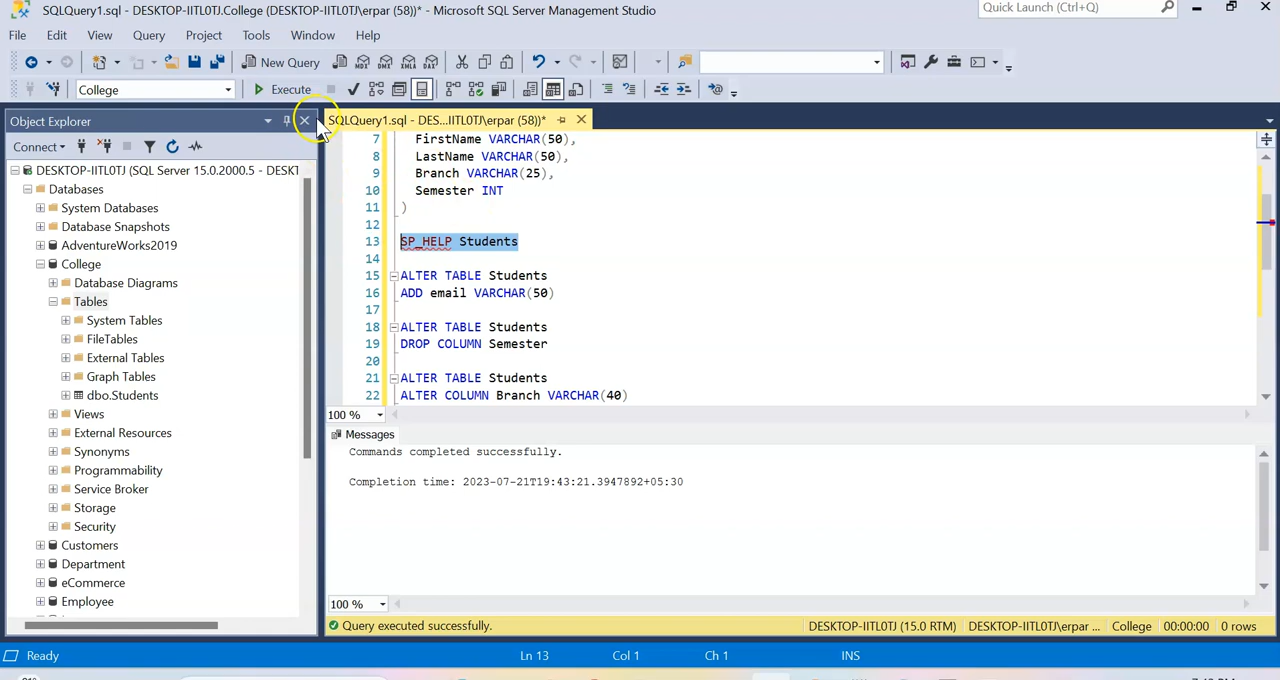 SQLQuery1.sql - DESKTOP-IITL0TJ.College (DESKTOP-IITL0TJ\erpar (58))* - Microsoft SQL Server Management Studio
Quick Launch (Ctrl+Q)
File Edit View Query Project Tools Window Help
New Query MDX DMX XMLA DAX
College Execute
Object Explorer
SQLQuery1.sql - DES...IITL0TJ\erpar (58))*
Connect
DESKTOP-IITL0TJ (SQL Server 15.0.2000.5 - DESKT
Databases
System Databases
Database Snapshots
AdventureWorks2019
College
Database Diagrams
Tables
System Tables
FileTables
External Tables
Graph Tables
dbo.Students
Views
External Resources
Synonyms
Programmability
Service Broker
Storage
Security
Customers
Department
eCommerce
Employee
7 FirstName VARCHAR(50),
8 LastName VARCHAR(50),
9 Branch VARCHAR(25),
10 Semester INT
11 )
12
13 SP_HELP Students
14
15 ALTER TABLE Students
16 ADD email VARCHAR(50)
17
18 ALTER TABLE Students
19 DROP COLUMN Semester
20
21 ALTER TABLE Students
22 ALTER COLUMN Branch VARCHAR(40)
100 %
Messages
Commands completed successfully.
Completion time: 2023-07-21T19:43:21.3947892+05:30
100 %
Query executed successfully. DESKTOP-IITL0TJ (15.0 RTM) DESKTOP-IITL0TJ\erpar ... College 00:00:00 0 rows
Ready Ln 13 Col 1 Ch 1 INS